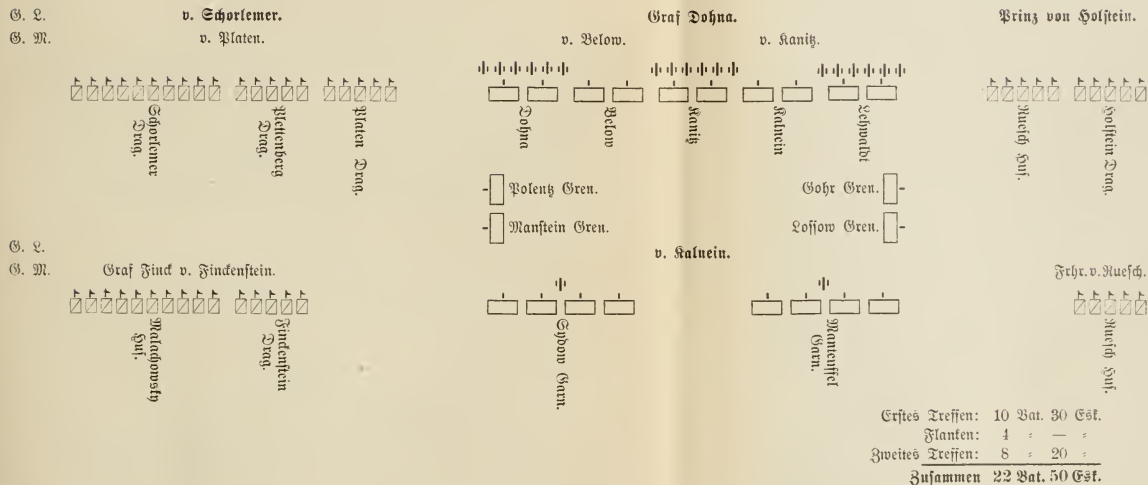 G. L. v. Schorlemer. Graf Dohna. Prinz von Holstein.
G. M. v. Platen. v. Below. v. Kanitz.
Schorlemer Drag.
Plettenberg Drag.
Platen Drag.
Dohna
Below
Kanitz
Kalnein
Lehwaldt
Ruesch Hus.
Holstein Drag.
Polentz Gren. Gohr Gren.
Manstein Gren. Lossow Gren.
G. L. v. Kalnein.
G. M. Graf Finck v. Finckenstein. Frhr. v. Ruesch.
Malachowsky Hus.
Finckenstein Drag.
Sydow Garn.
Manteuffel Garn.
Ruesch Hus.
Erstes Treffen: 10 Bat. 30 Esk.
Flanken: 4 = — =
Zweites Treffen: 8 = 20 =
Zusammen 22 Bat. 50 Esk.